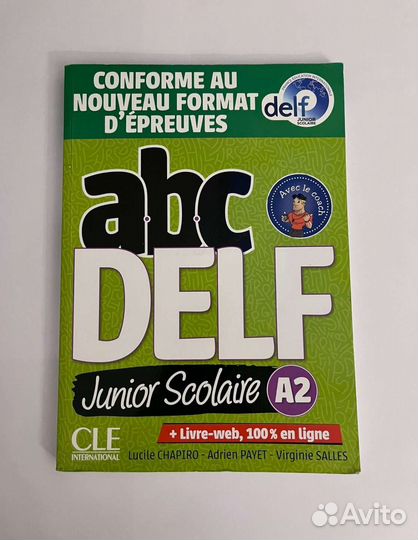 CONFORME AU
NOUVEAU FORMAT
D'ÉPREUVES
delf
JUNIOR
SCOLAIRE
Avec le coach
a.b.c
DELF
Junior Scolaire A2
+ Livre-web, 100% en ligne
CLE
INTERNATIONAL
Lucile CHAPIRO - Adrien PAYET - Virginie SALLES
Avito